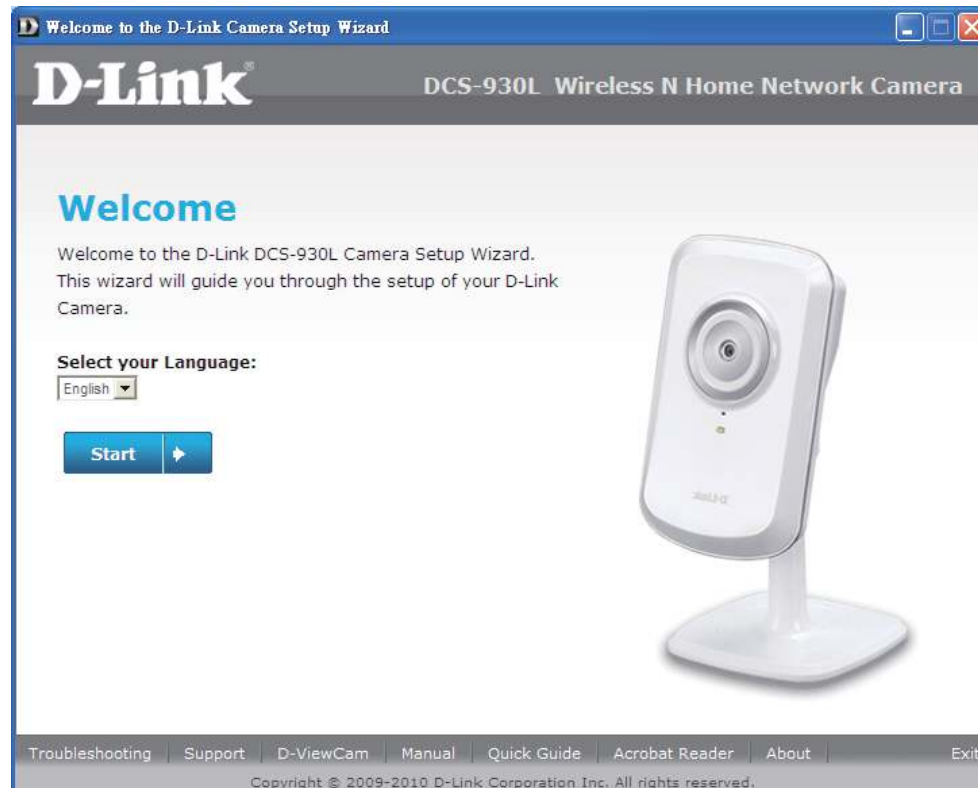 Welcome to the D-Link Camera Setup Wizard
D-Link®
DCS-930L Wireless N Home Network Camera
Welcome
Welcome to the D-Link DCS-930L Camera Setup Wizard.
This wizard will guide you through the setup of your D-Link
Camera.
Select your Language:
English
Start
D-Link
Troubleshooting Support D-ViewCam Manual Quick Guide Acrobat Reader About Exit
Copyright © 2009-2010 D-Link Corporation Inc. All rights reserved.